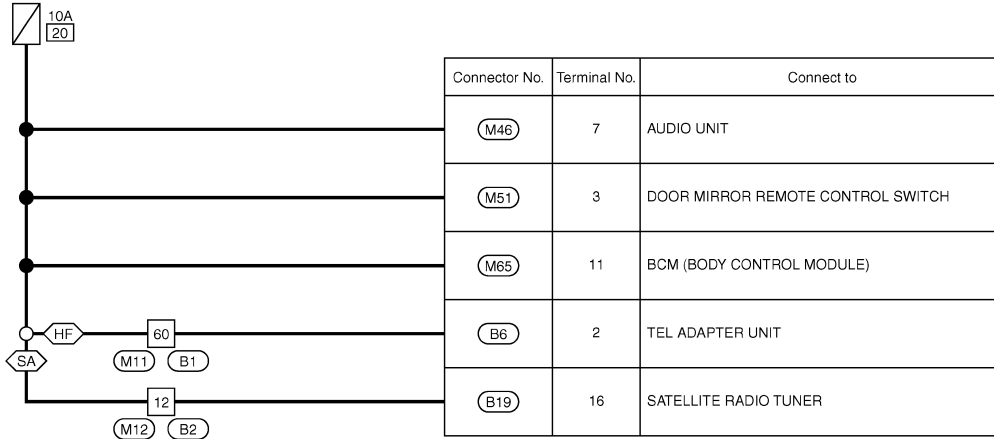 10A
20
Connector No. Terminal No. Connect to
M46 7 AUDIO UNIT
M51 3 DOOR MIRROR REMOTE CONTROL SWITCH
M65 11 BCM (BODY CONTROL MODULE)
HF 60 B6 2 TEL ADAPTER UNIT
SA M11 B1
12 B19 16 SATELLITE RADIO TUNER
M12 B2